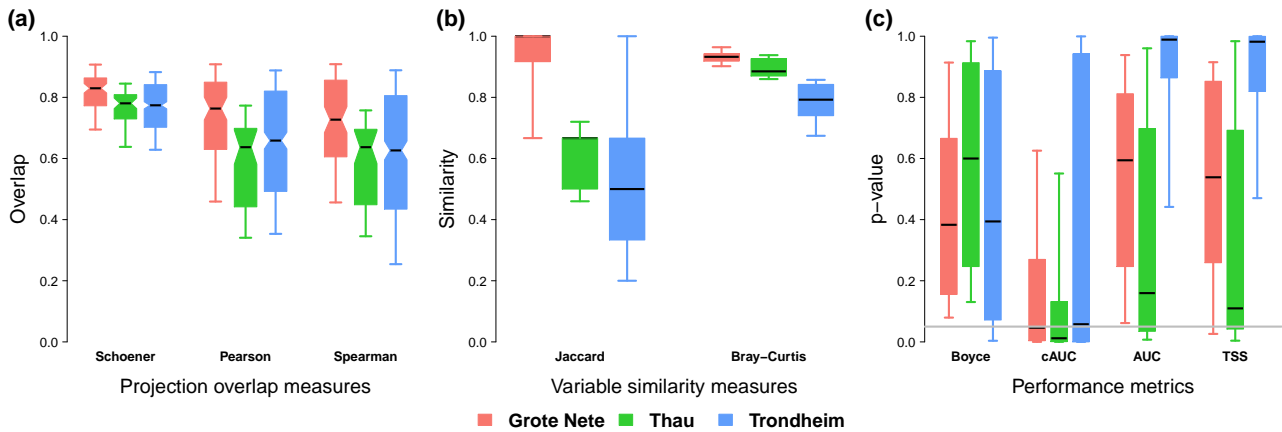 (a)
1.0
0.8
0.6
0.4
0.2
0.0
Overlap
Schoener Pearson Spearman
Projection overlap measures
(b)
1.0
0.8
0.6
0.4
0.2
0.0
Similarity
Jaccard Bray−Curtis
Variable similarity measures
(c)
1.0
0.8
0.6
0.4
0.2
0.0
p−value
Boyce cAUC AUC TSS
Performance metrics
Grote Nete Thau Trondheim